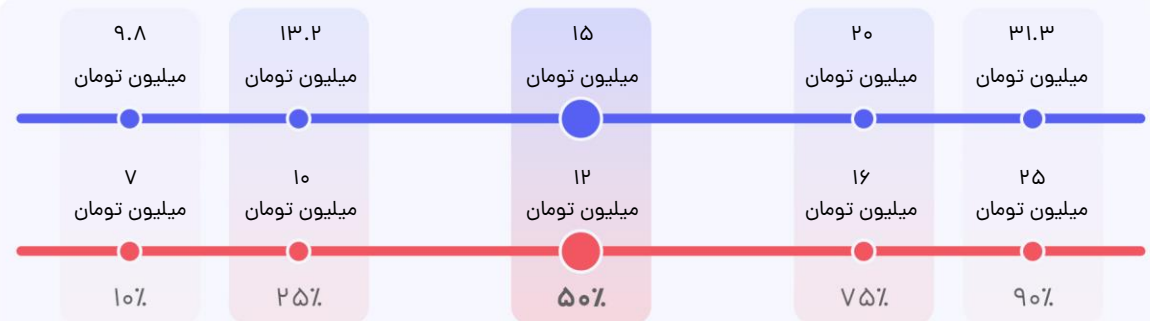 ۹.۸ ۱۳.۲ ۱۵ ۲۰ ۳۱.۳
میلیون تومان میلیون تومان میلیون تومان میلیون تومان میلیون تومان
۷ ۱۰ ۱۲ ۱۶ ۲۵
میلیون تومان میلیون تومان میلیون تومان میلیون تومان میلیون تومان
۱۰٪ ۲۵٪ ۵۰٪ ۷۵٪ ۹۰٪